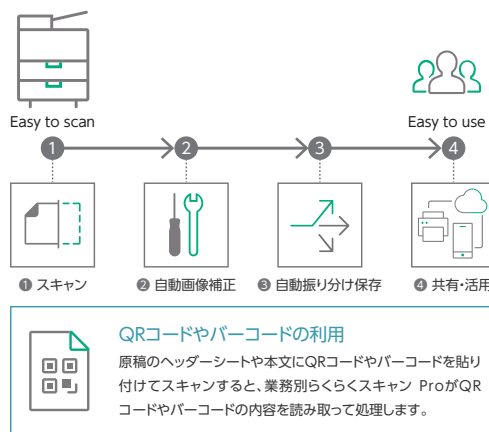 Easy to scan
Easy to use
1 2 3 4
❶ スキャン ❷ 自動画像補正 ❸ 自動振り分け保存 ❹ 共有・活用
QRコードやバーコードの利用
原稿のヘッダーシートや本文にQRコードやバーコードを貼り
付けてスキャンすると、業務別らくらくスキャン ProがQR
コードやバーコードの内容を読み取って処理します。